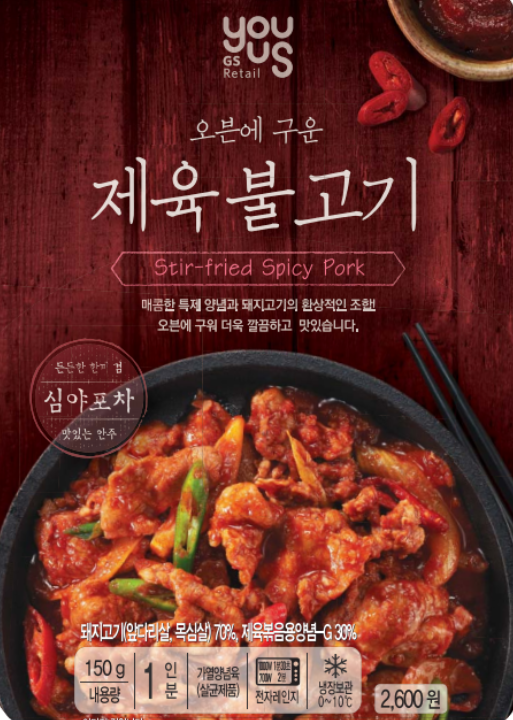 you
us
GS
Retail
오븐에 구운
제육불고기
Stir-fried Spicy Pork
매콤한 특제 양념과 돼지고기의 환상적인 조합!
오븐에 구워 더욱 깔끔하고 맛있습니다.
든든한 한끼 겸
심야포차
맛있는 안주
돼지고기(앞다리살, 목심살) 70%, 제육볶음용양념-G 30%
150 g
내용량
1 인분
가열양념육
(살균제품)
700W 2분
전자레인지
냉장보관
0~10℃
2,600 원